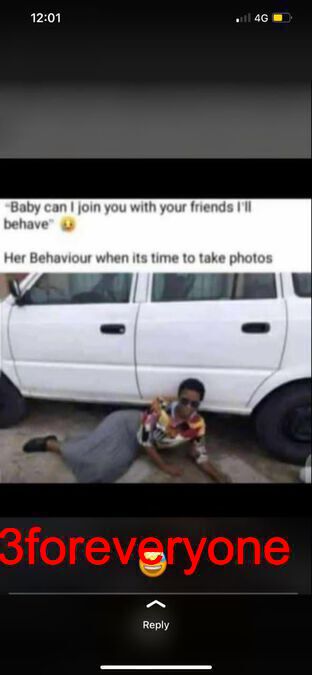 12:01
4G
"Baby can I join you with your friends I'll
behave" 😅
Her Behaviour when its time to take photos
3foreveryone
Reply